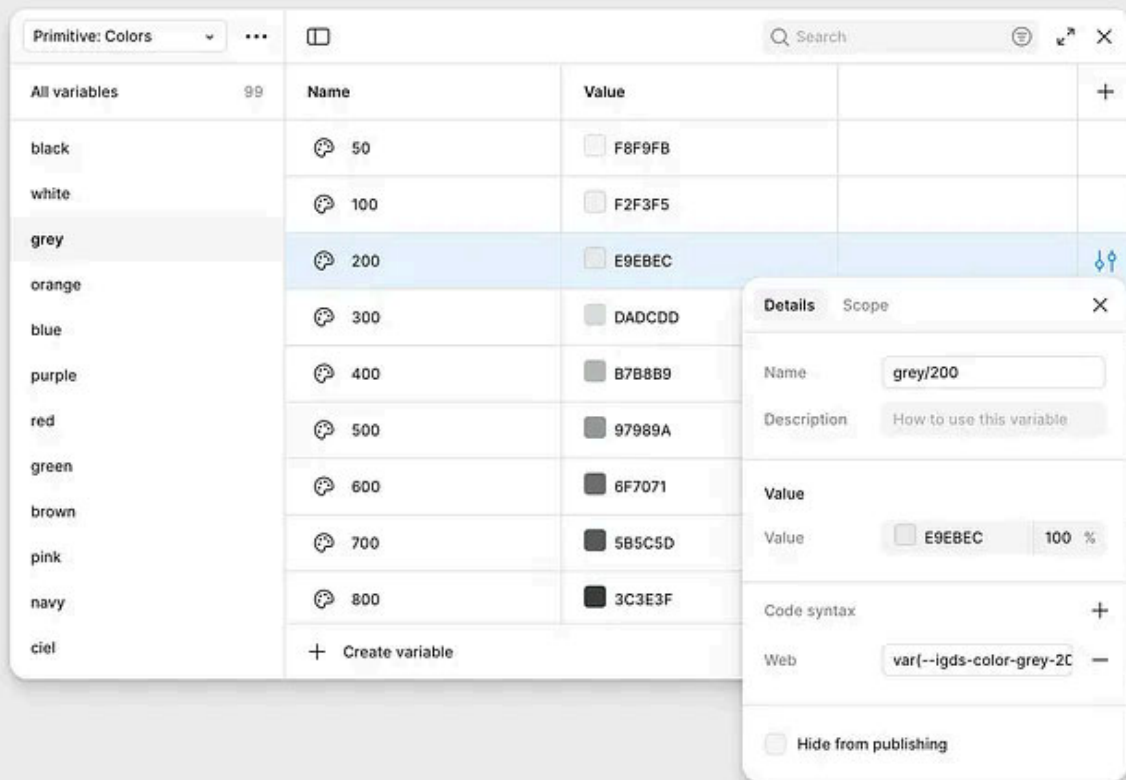 Primitive: Colors
Search
All variables 99
Name Value
black
white
grey
orange
blue
purple
red
green
brown
pink
navy
ciel
50 F8F9FB
100 F2F3F5
200 E9EBEC
300 DADCDD
400 B7B8B9
500 97989A
600 6F7071
700 5B5C5D
800 3C3E3F
Create variable
Details Scope
Name grey/200
Description How to use this variable
Value
Value E9EBEC 100 %
Code syntax
Web var(--igds-color-grey-20
Hide from publishing